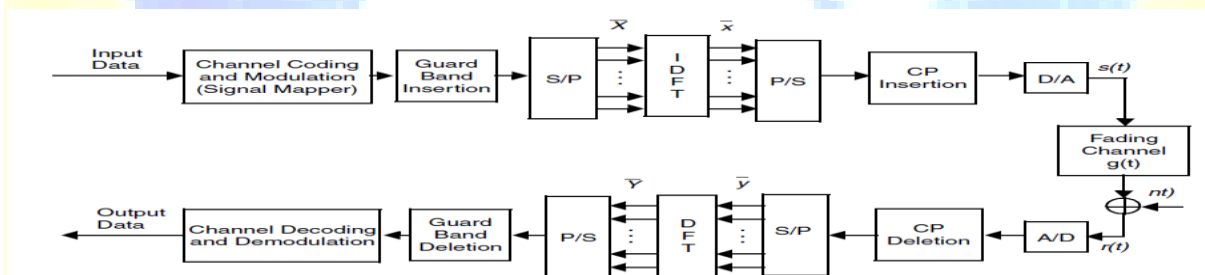 Input
Data
Channel Coding
and Modulation
(Signal Mapper)
Guard
Band
Insertion
S/P
X
I
D
F
T
x
P/S
CP
Insertion
D/A
s(t)
Fading
Channel
g(t)
nt)
r(t)
A/D
CP
Deletion
S/P
y
D
F
T
Y
P/S
Guard
Band
Deletion
Channel Decoding
and Demodulation
Output
Data